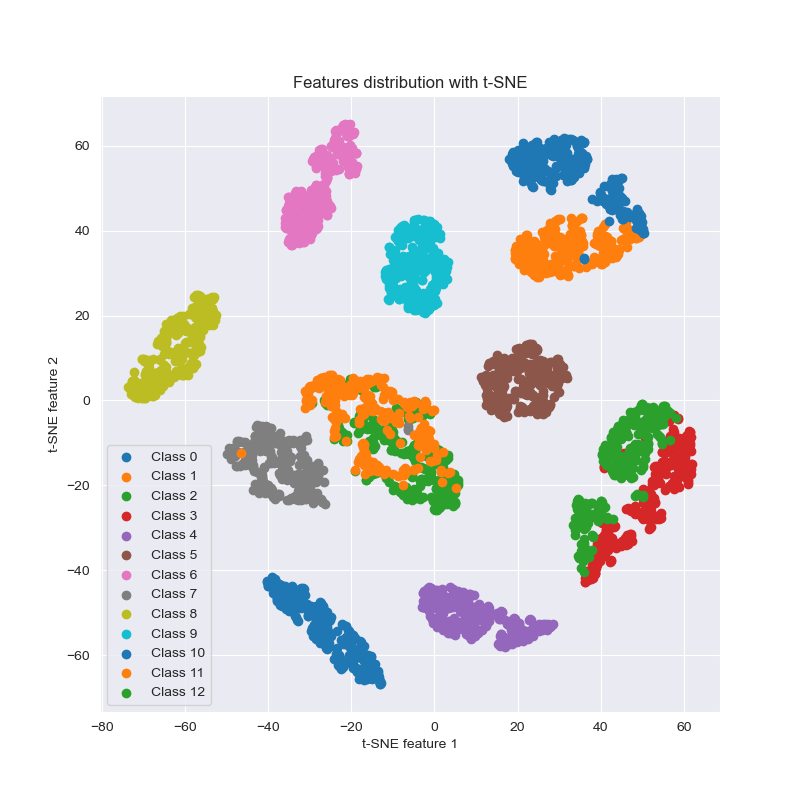 Features distribution with t-SNE
60
40
20
0
−20
−40
−60
t-SNE feature 2
Class 0
Class 1
Class 2
Class 3
Class 4
Class 5
Class 6
Class 7
Class 8
Class 9
Class 10
Class 11
Class 12
−80 −60 −40 −20 0 20 40 60
t-SNE feature 1